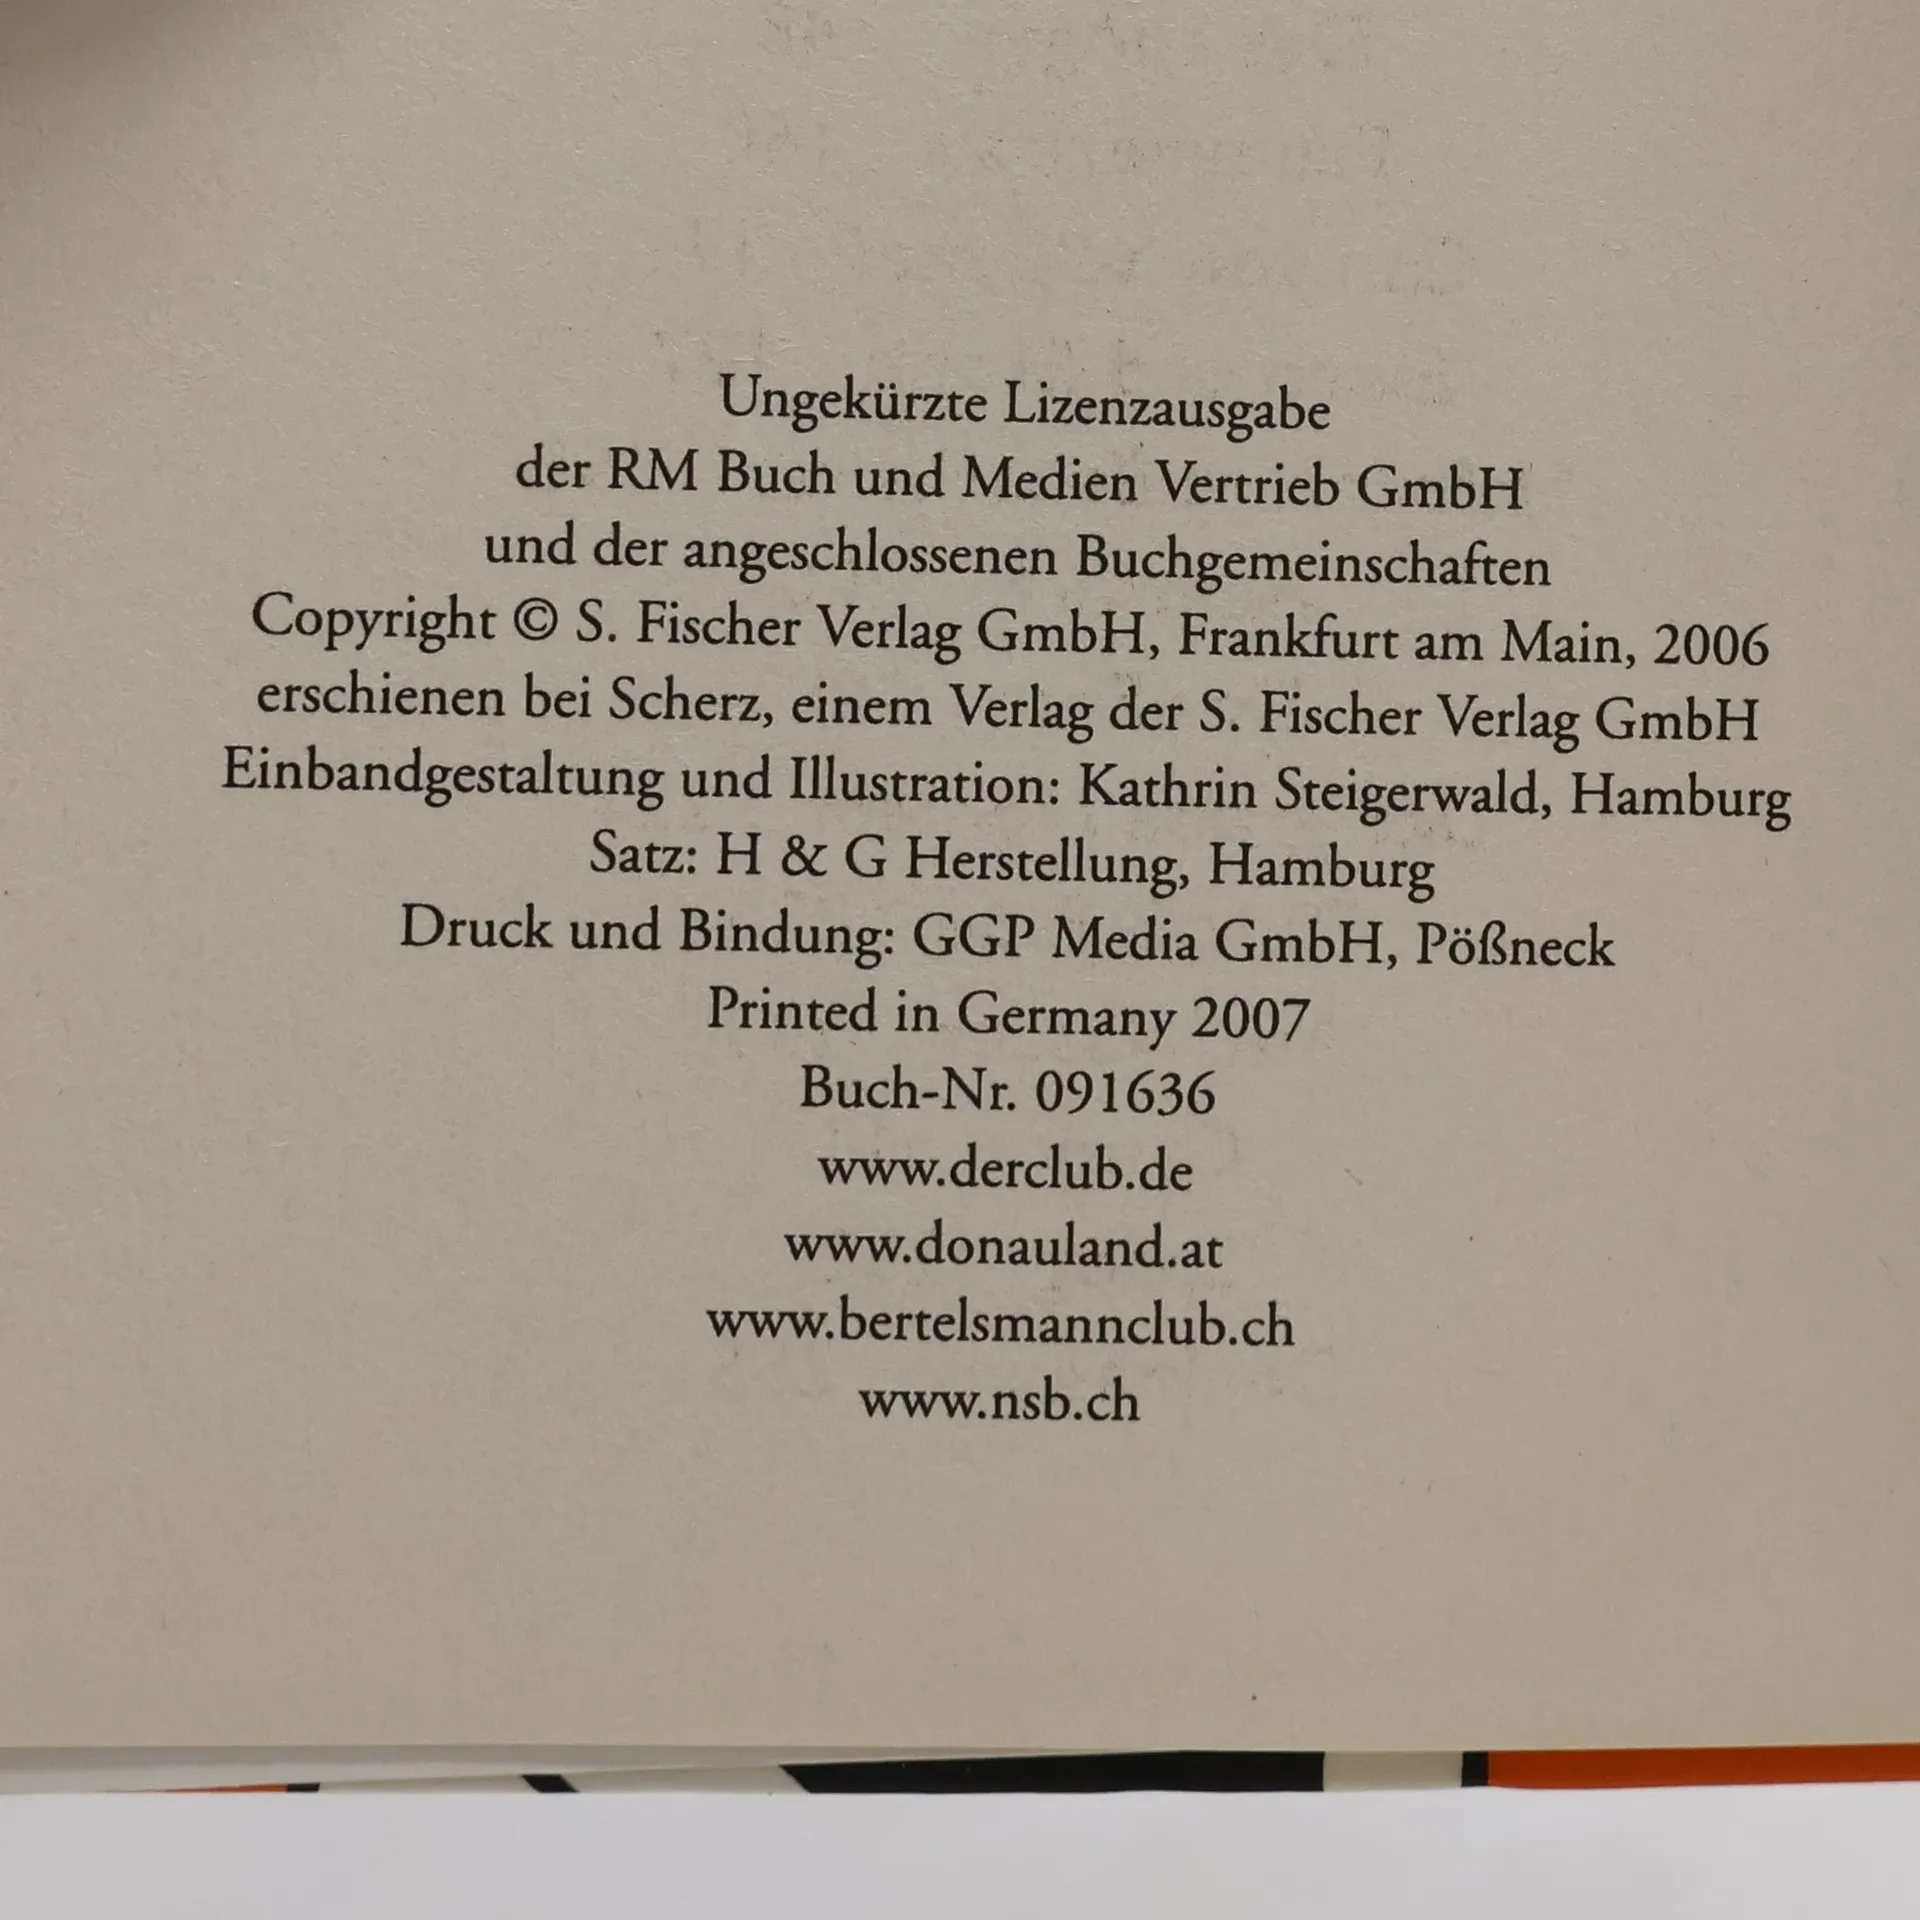 Ungekürzte Lizenzausgabe
der RM Buch und Medien Vertrieb GmbH
und der angeschlossenen Buchgemeinschaften
Copyright © S. Fischer Verlag GmbH, Frankfurt am Main, 2006
erschienen bei Scherz, einem Verlag der S. Fischer Verlag GmbH
Einbandgestaltung und Illustration: Kathrin Steigerwald, Hamburg
Satz: H & G Herstellung, Hamburg
Druck und Bindung: GGP Media GmbH, Pößneck
Printed in Germany 2007
Buch-Nr. 091636
www.derclub.de
www.donauland.at
www.bertelsmannclub.ch
www.nsb.ch